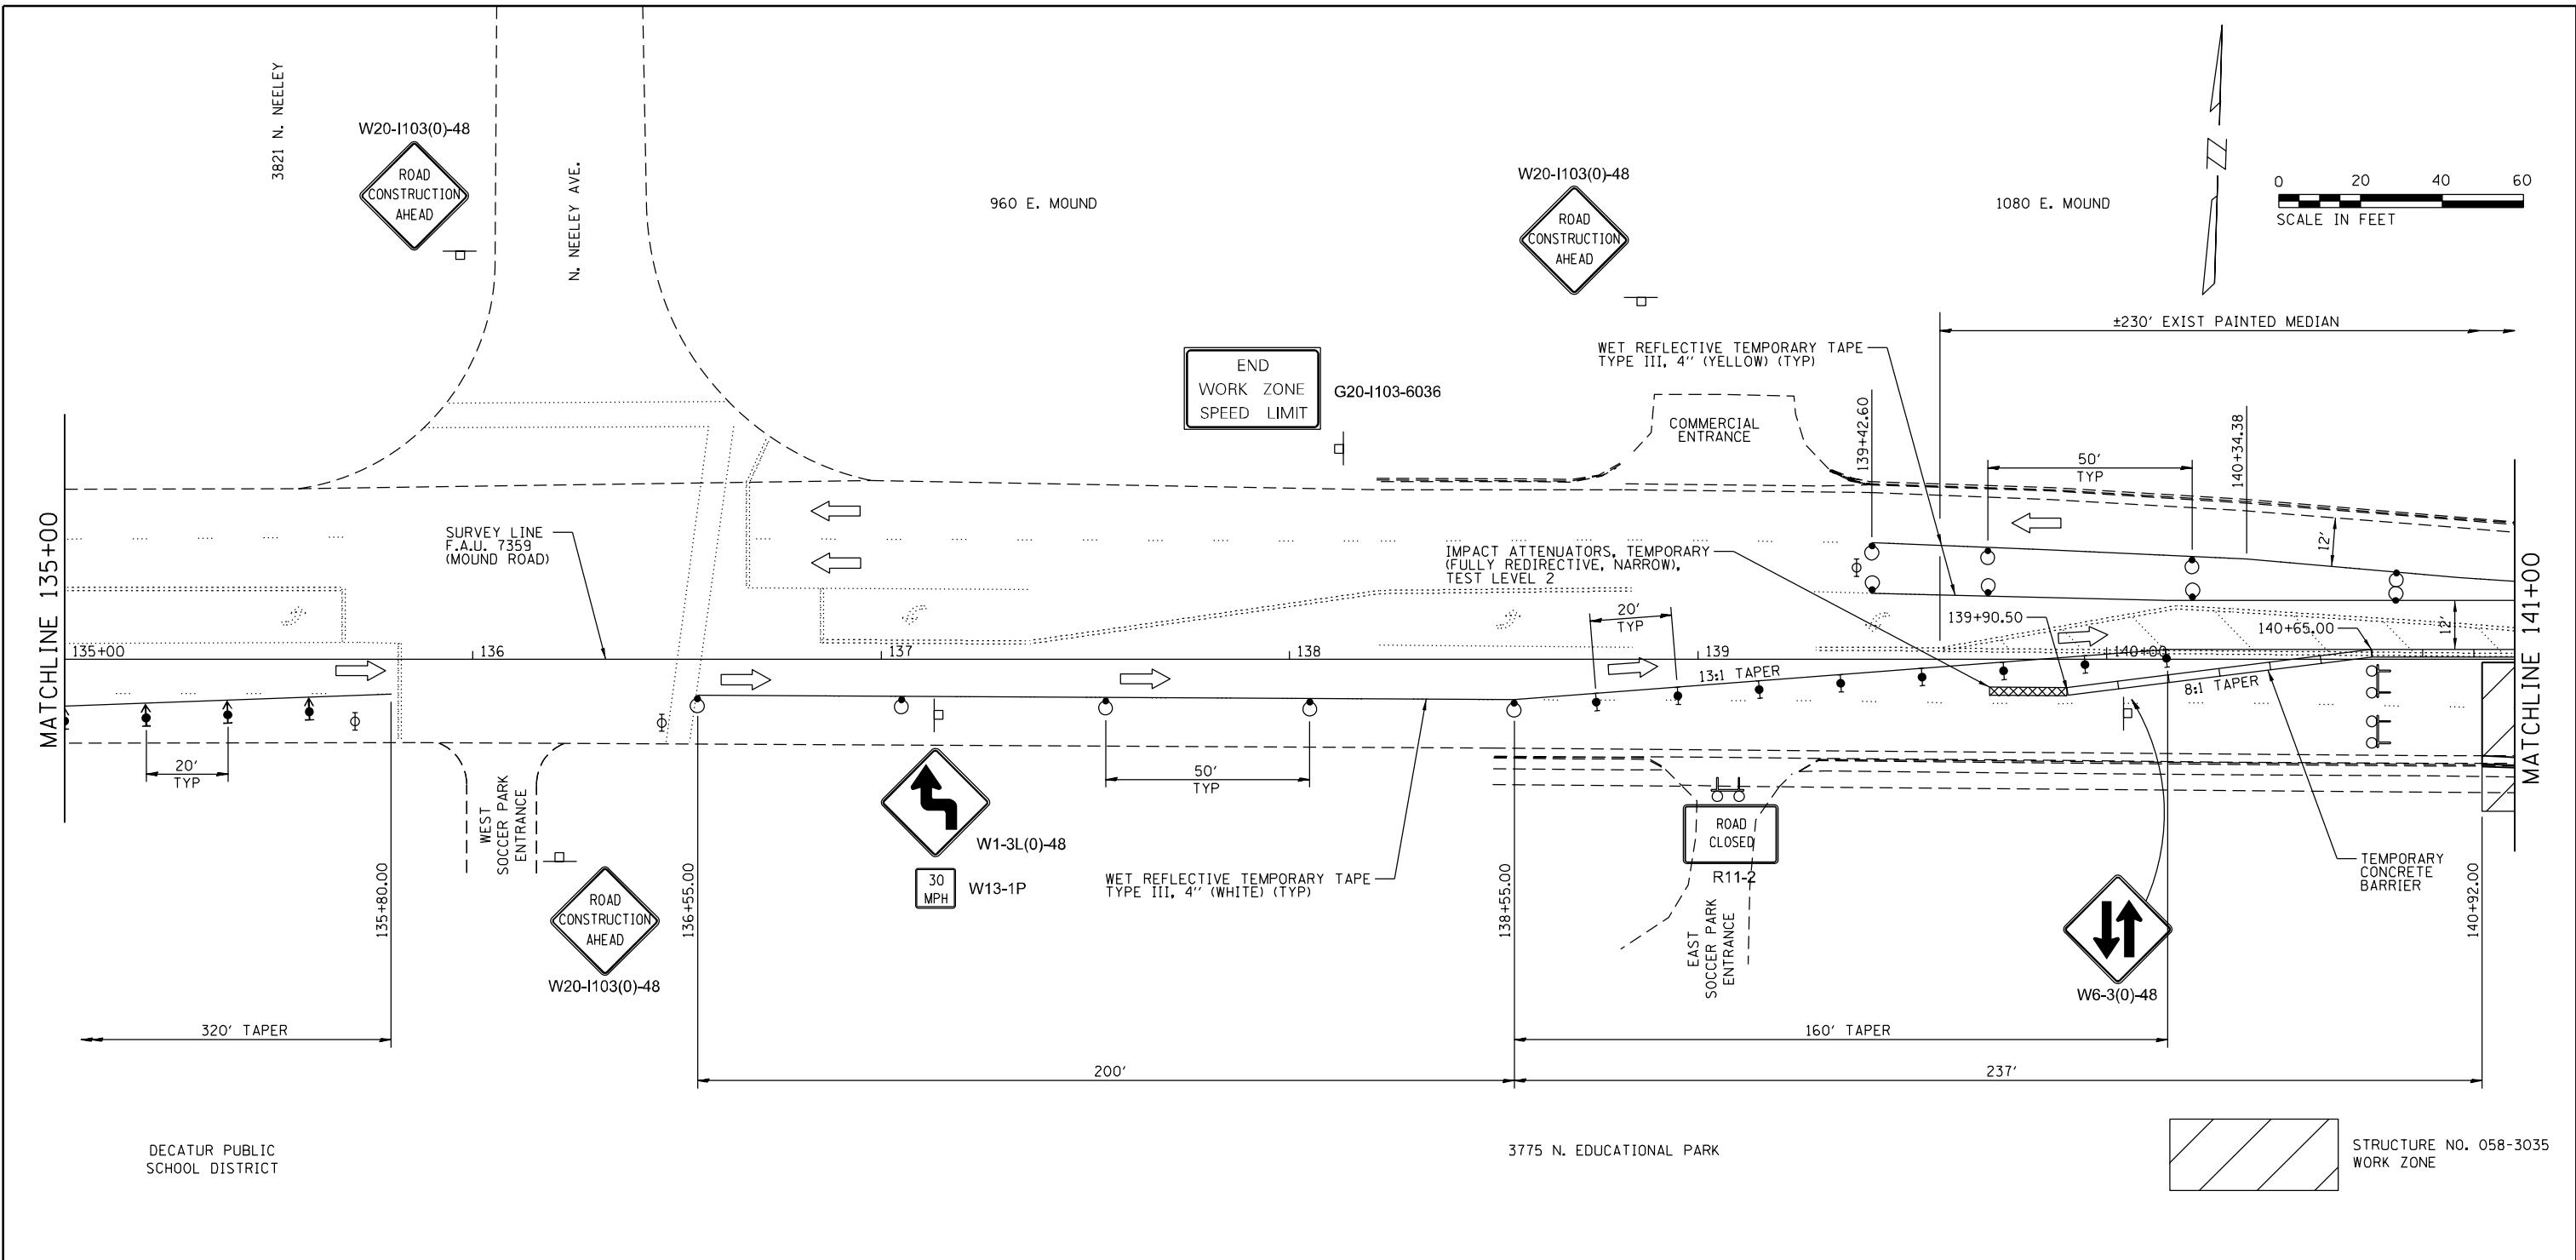 3821 N. NEELEY
W20-I103(0)-48
ROAD
CONSTRUCTION
AHEAD
N. NEELEY AVE.
960 E. MOUND
W20-I103(0)-48
ROAD
CONSTRUCTION
AHEAD
1080 E. MOUND
N
0 20 40 60
SCALE IN FEET
±230' EXIST PAINTED MEDIAN
WET REFLECTIVE TEMPORARY TAPE
TYPE III, 4'' (YELLOW) (TYP)
END
WORK ZONE
SPEED LIMIT
G20-I103-6036
COMMERCIAL
ENTRANCE
139+42.60
50'
TYP
140+34.38
MATCHLINE 135+00
SURVEY LINE
F.A.U. 7359
(MOUND ROAD)
IMPACT ATTENUATORS, TEMPORARY
(FULLY REDIRECTIVE, NARROW),
TEST LEVEL 2
12'
20'
TYP
139+90.50
140+65.00
12'
MATCHLINE 141+00
135+00
136
137
138
139
140+00
13:1 TAPER
8:1 TAPER
20'
TYP
50'
TYP
135+80.00
WEST
SOCCER PARK
ENTRANCE
ROAD
CONSTRUCTION
AHEAD
W20-I103(0)-48
136+55.00
W1-3L(0)-48
30
MPH
W13-1P
WET REFLECTIVE TEMPORARY TAPE
TYPE III, 4'' (WHITE) (TYP)
138+55.00
ROAD
CLOSED
R11-2
EAST
SOCCER PARK
ENTRANCE
W6-3(0)-48
TEMPORARY
CONCRETE
BARRIER
140+92.00
320' TAPER
160' TAPER
200'
237'
DECATUR PUBLIC
SCHOOL DISTRICT
3775 N. EDUCATIONAL PARK
STRUCTURE NO. 058-3035
WORK ZONE